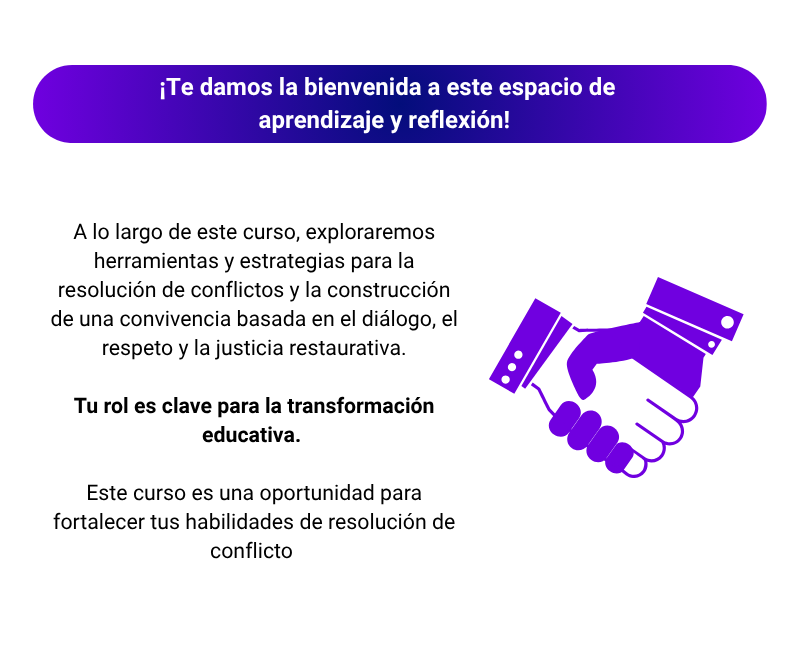 ¡Te damos la bienvenida a este espacio de
aprendizaje y reflexión!
A lo largo de este curso, exploraremos
herramientas y estrategias para la
resolución de conflictos y la construcción
de una convivencia basada en el diálogo, el
respeto y la justicia restaurativa.
Tu rol es clave para la transformación
educativa.
Este curso es una oportunidad para
fortalecer tus habilidades de resolución de
conflicto